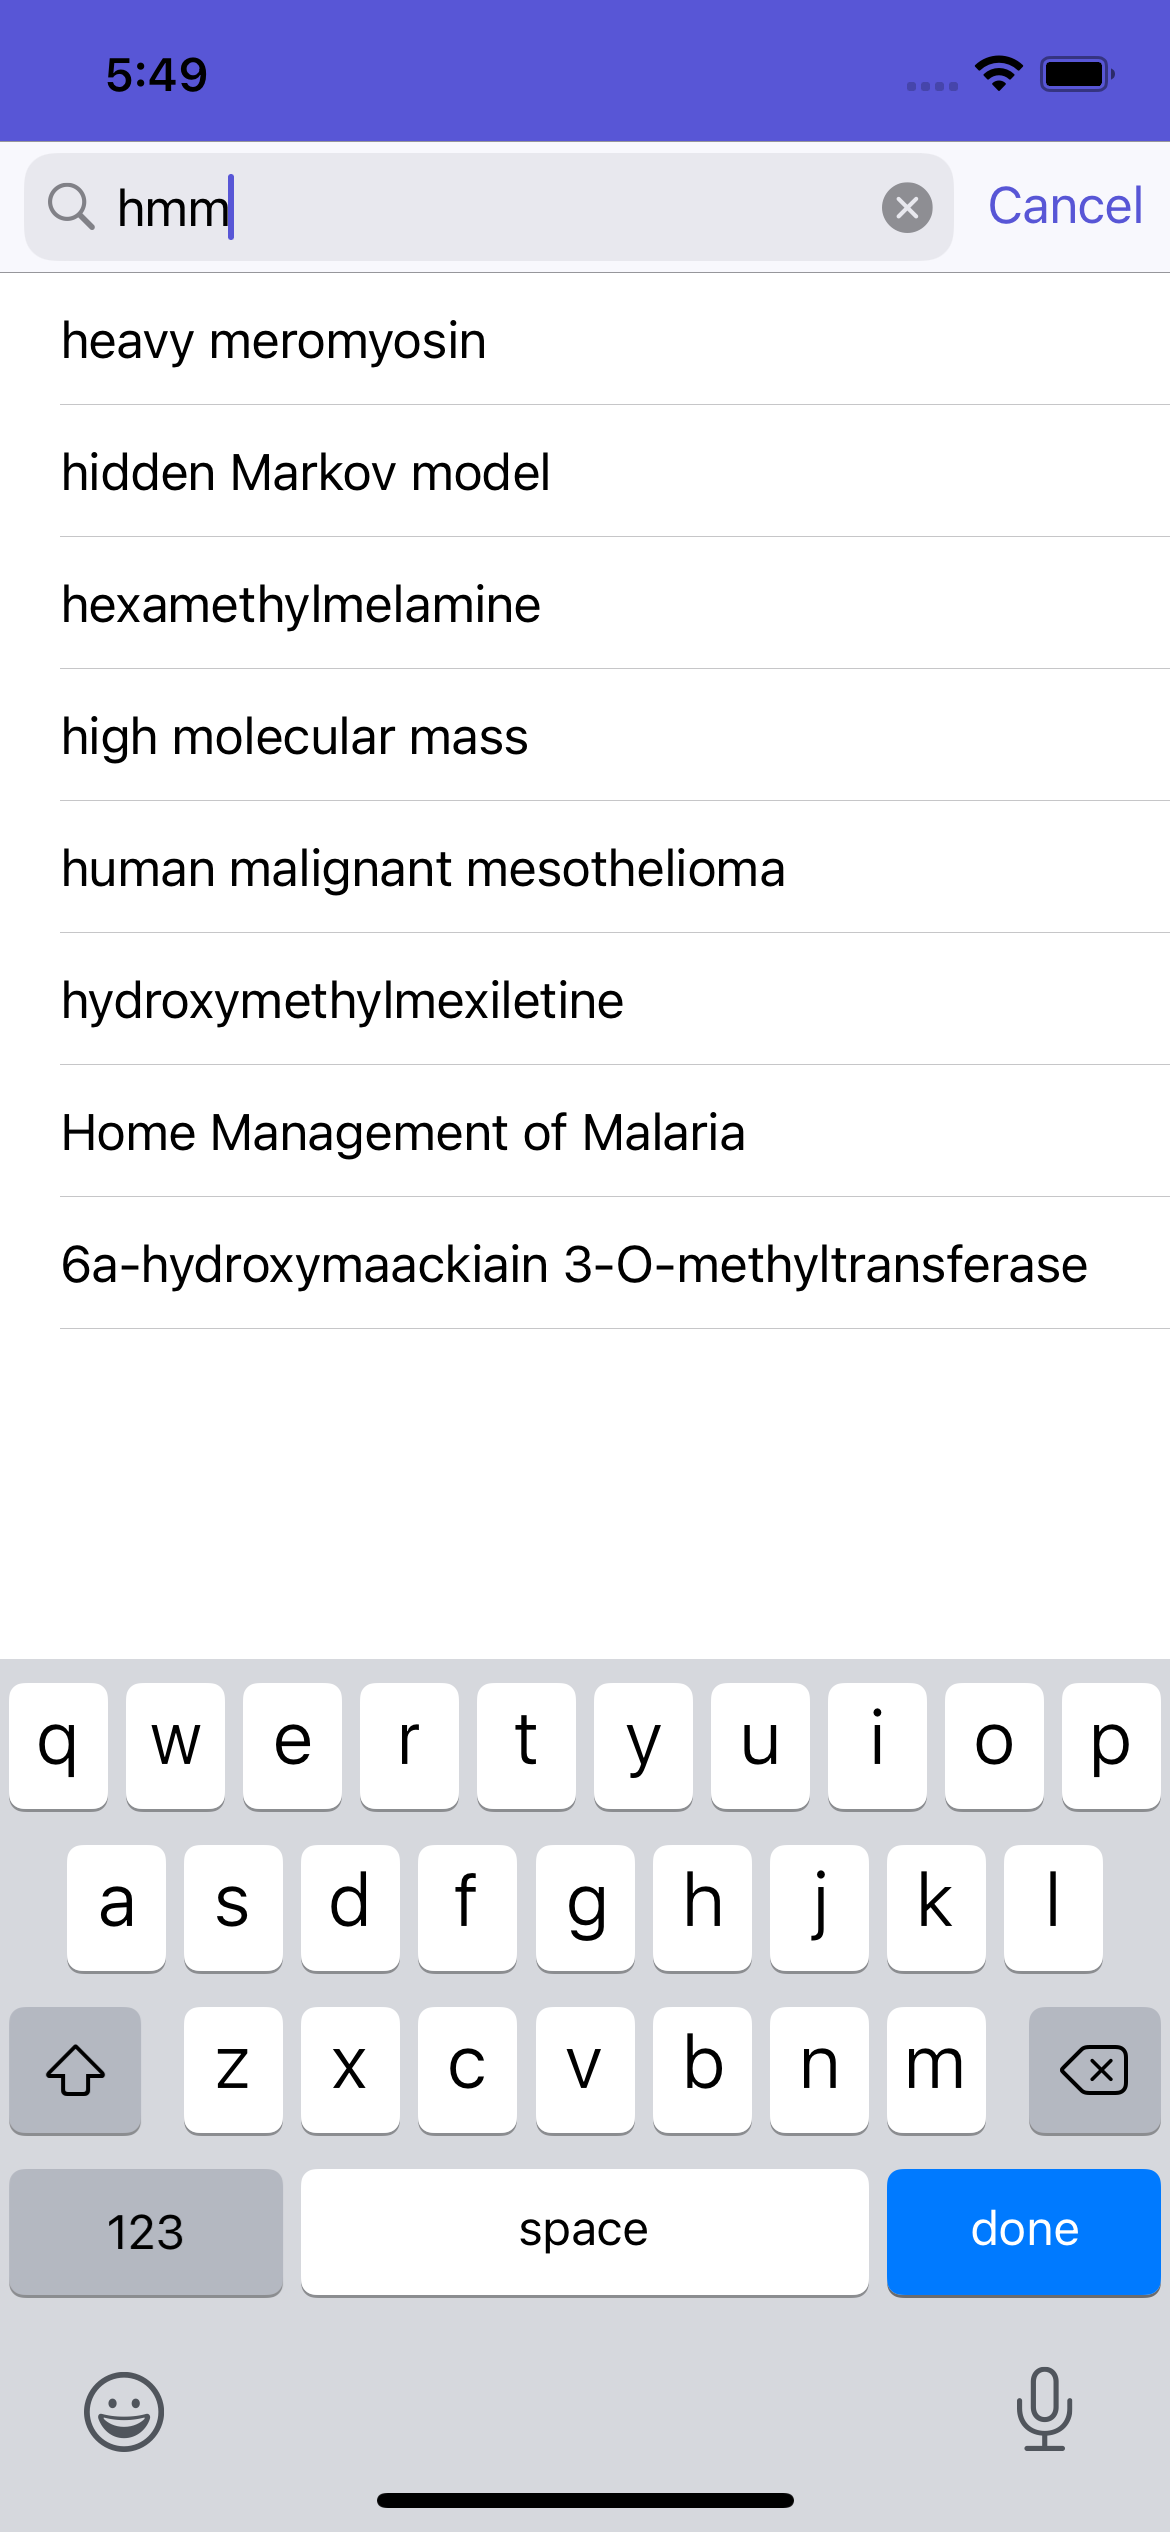 5:49
hmm
Cancel
heavy meromyosin
hidden Markov model
hexamethylmelamine
high molecular mass
human malignant mesothelioma
hydroxymethylmexiletine
Home Management of Malaria
6a-hydroxymaackiain 3-O-methyltransferase
q w e r t y u i o p
a s d f g h j k l
z x c v b n m
123 space done